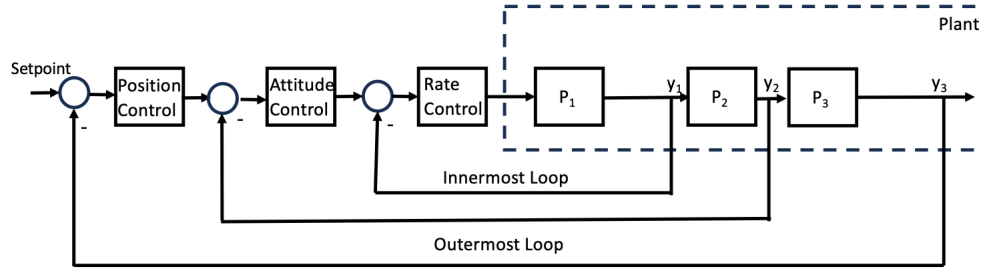 Plant
Setpoint
Position
Control
Attitude
Control
Rate
Control
P₁
y₁
P₂
y₂
P₃
y₃
-
-
-
Innermost Loop
Outermost Loop